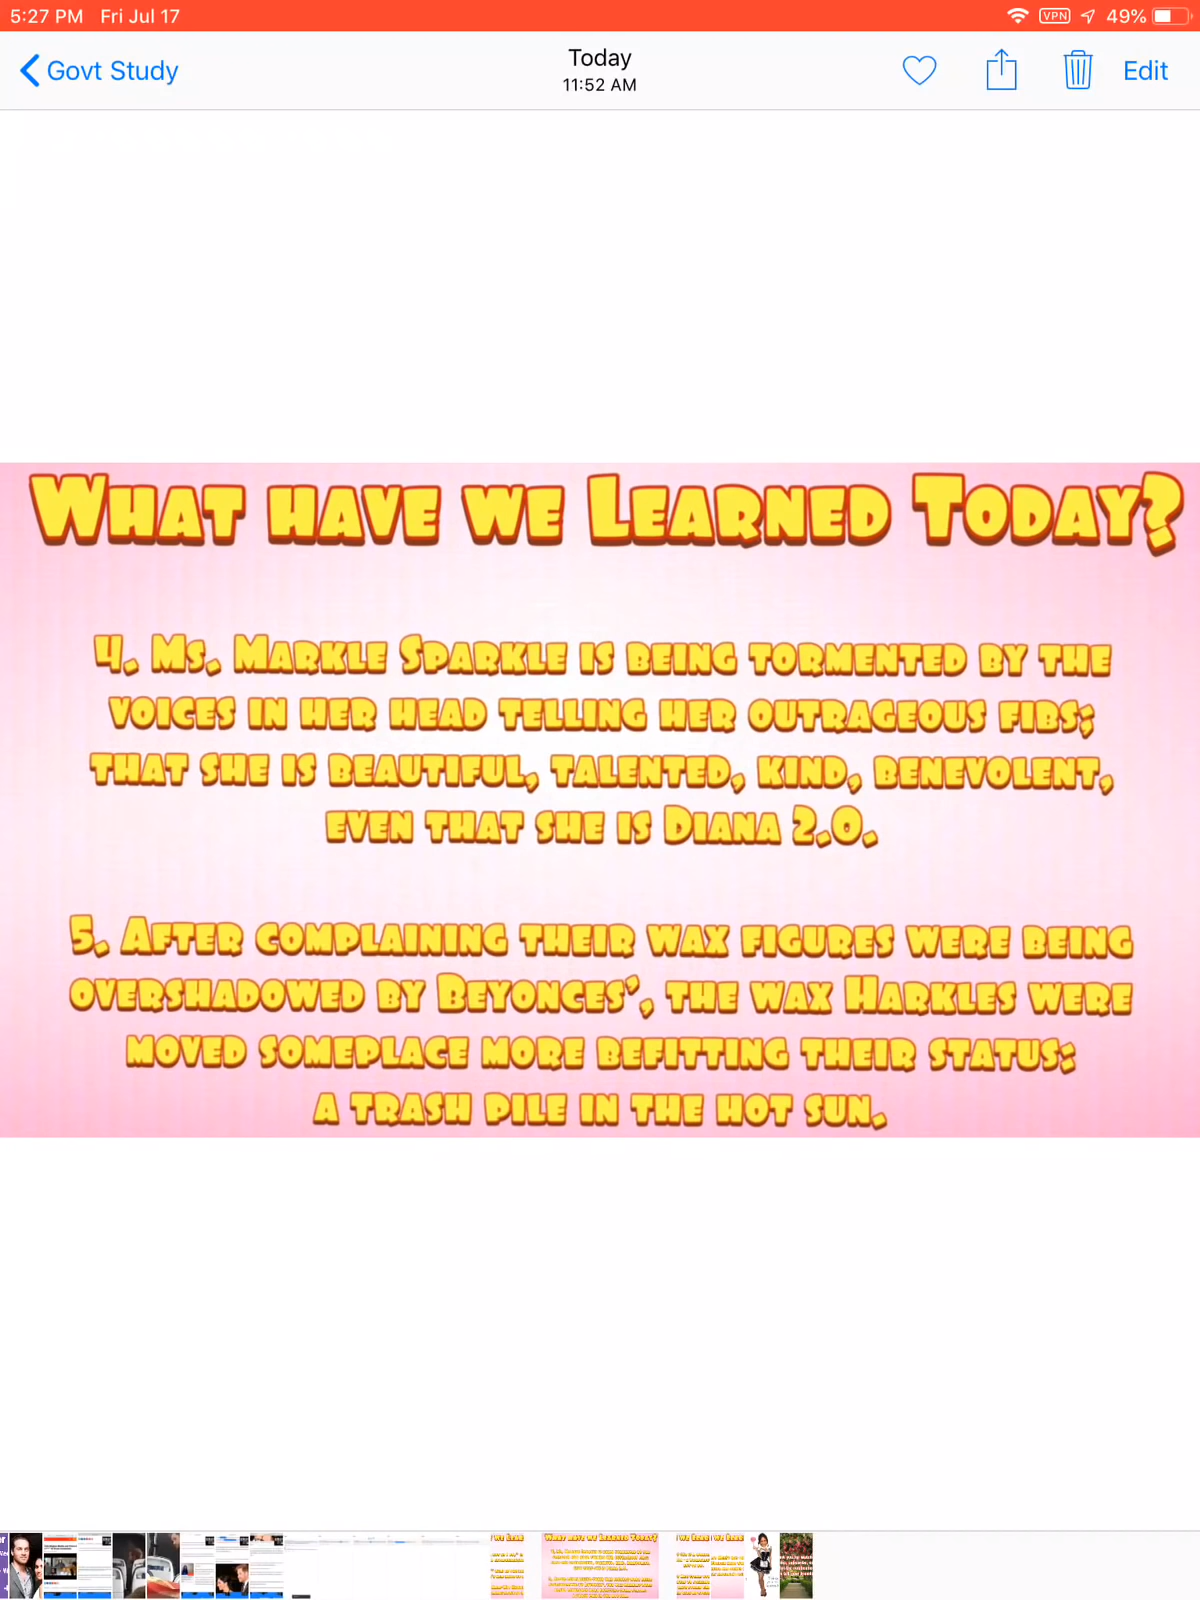 5:27 PM Fri Jul 17
VPN 49%
Govt Study
Today
11:52 AM
Edit
WHAT HAVE WE LEARNED TODAY?
4. MS. MARKLE SPARKLE IS BEING TORMENTED BY THE
VOICES IN HER HEAD TELLING HER OUTRAGEOUS FIBS;
THAT SHE IS BEAUTIFUL, TALENTED, KIND, BENEVOLENT,
EVEN THAT SHE IS DIANA 2.0.
5. AFTER COMPLAINING THEIR WAX FIGURES WERE BEING
OVERSHADOWED BY BEYONCES', THE WAX HARKLES WERE
MOVED SOMEPLACE MORE BEFITTING THEIR STATUS:
A TRASH PILE IN THE HOT SUN.